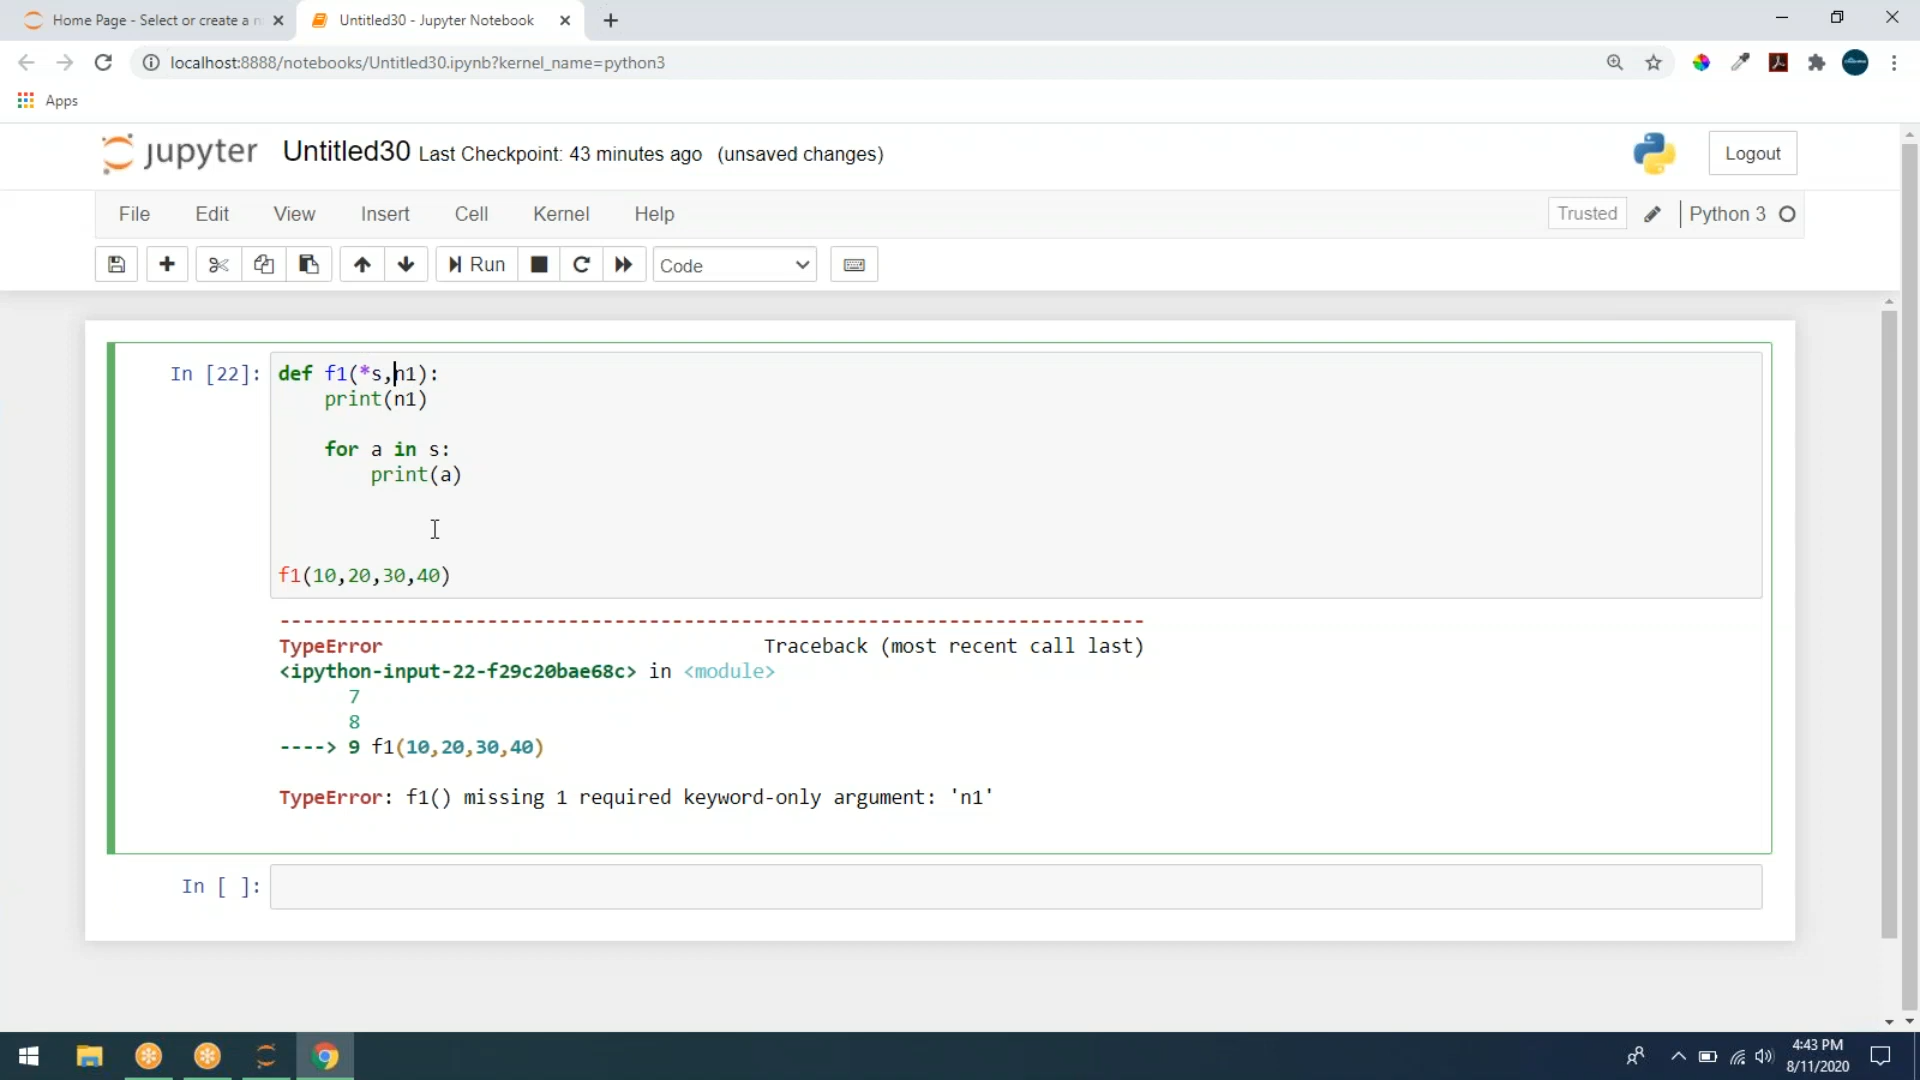 Home Page - Select or create a n
Untitled30 - Jupyter Notebook
localhost:8888/notebooks/Untitled30.ipynb?kernel_name=python3
Apps
jupyter Untitled30 Last Checkpoint: 43 minutes ago (unsaved changes)
Logout
File Edit View Insert Cell Kernel Help
Trusted Python 3
Run Code
In [22]: def f1(*s,n1):
print(n1)
for a in s:
print(a)
f1(10,20,30,40)
---------------------------------------------------------------------------
TypeError Traceback (most recent call last)
<ipython-input-22-f29c20bae68c> in <module>
7
8
----> 9 f1(10,20,30,40)
TypeError: f1() missing 1 required keyword-only argument: 'n1'
In [ ]:
4:43 PM
8/11/2020